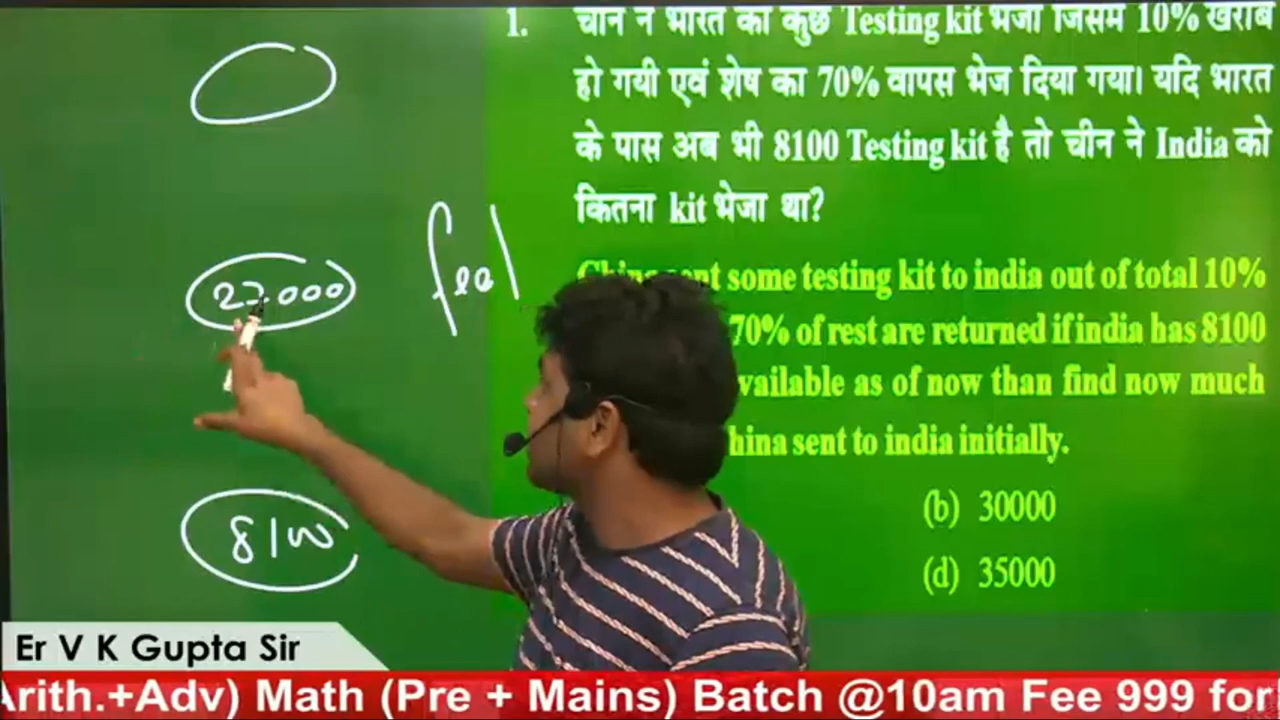 1. चीन ने भारत को कुछ Testing kit भेजा जिसमें 10% खराब
हो गयी एवं शेष का 70% वापस भेज दिया गया। यदि भारत
के पास अब भी 8100 Testing kit है तो चीन ने India को
कितना kit भेजा था?
sent some testing kit to india out of total 10%
70% of rest are returned if india has 8100
as of now than find now much
sent to india initially.
(b) 30000
(d) 35000
27000
feel
8100
Er V K Gupta Sir
Arith.+Adv) Math (Pre + Mains) Batch @10am Fee 999 for